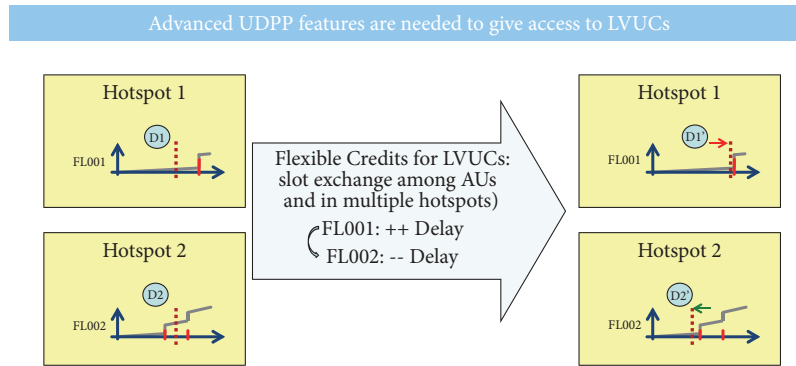 Advanced UDPP features are needed to give access to LVUCs
Hotspot 1
D1
FL001
Hotspot 2
D2
FL002
Flexible Credits for LVUCs:
slot exchange among AUs
and in multiple hotspots)
FL001: ++ Delay
FL002: -- Delay
Hotspot 1
D1'
FL001
Hotspot 2
D2'
FL002